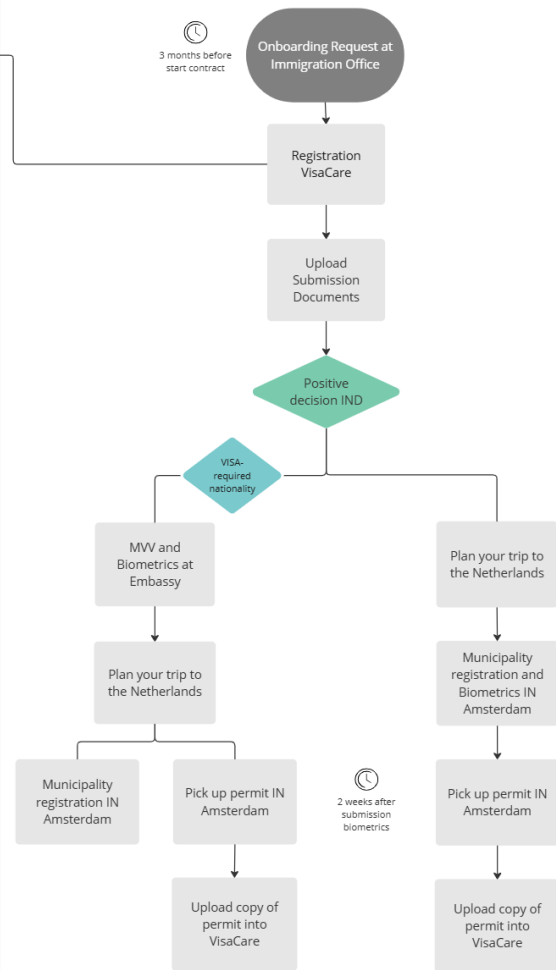 3 months before
start contract
Onboarding Request at
Immigration Office
Registration
VisaCare
Upload
Submission
Documents
Positive
decision IND
VISA-
required
nationality
MVV and
Biometrics at
Embassy
Plan your trip to
the Netherlands
Plan your trip to
the Netherlands
Municipality
registration and
Biometrics IN
Amsterdam
Municipality
registration IN
Amsterdam
Pick up permit IN
Amsterdam
2 weeks after
submission
biometrics
Pick up permit IN
Amsterdam
Upload copy of
permit into
VisaCare
Upload copy of
permit into
VisaCare